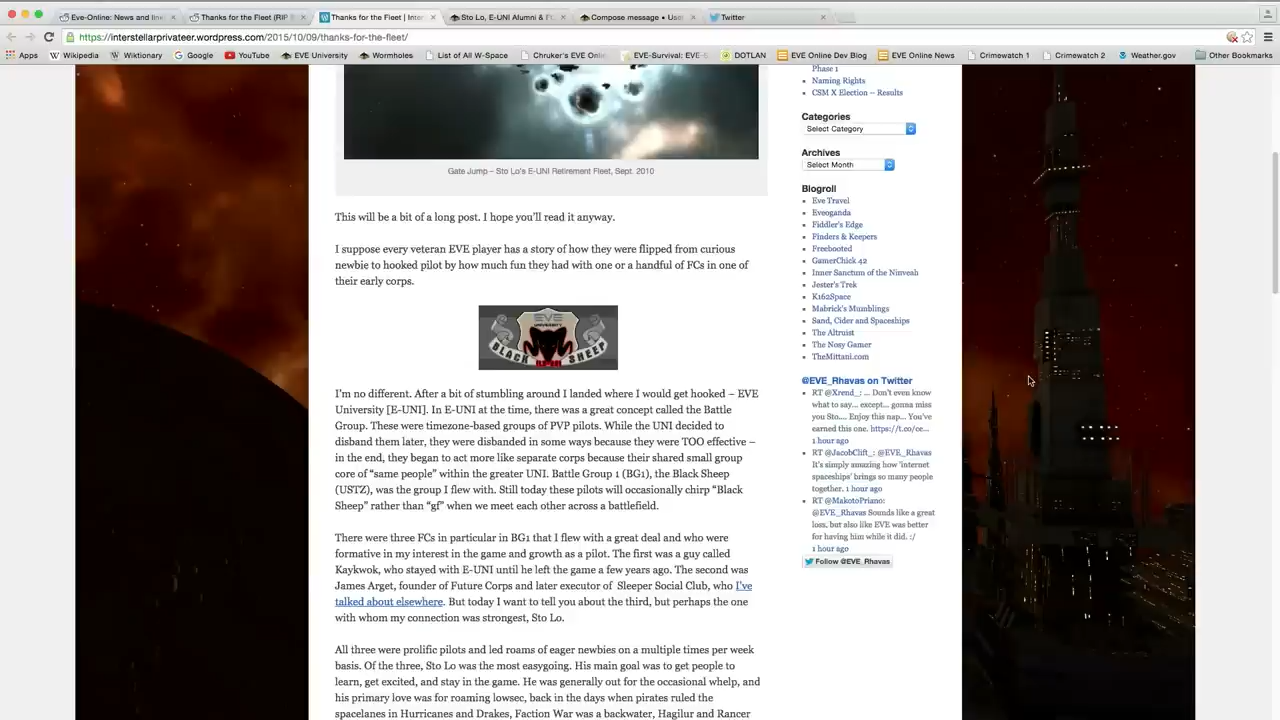 Eve-Online: News and link
Thanks for the Fleet (RIP
Thanks for the Fleet | Inte
Sto Lo, E-UNI Alumni & F
Compose message • Use
Twitter
https://interstellarprivateer.wordpress.com/2015/10/09/thanks-for-the-fleet/
Apps
Wikipedia
Wiktionary
Google
YouTube
EVE University
Wormholes
List of All W-Space
Chruker's EVE Onli
EVE-Survival: EVE-S
DOTLAN
EVE Online Dev Blog
EVE Online News
Crimewatch 1
Crimewatch 2
Weather.gov
Other Bookmarks
Gate Jump – Sto Lo's E-UNI Retirement Fleet, Sept. 2010
This will be a bit of a long post. I hope you'll read it anyway.
I suppose every veteran EVE player has a story of how they were flipped from curious
newbie to hooked pilot by how much fun they had with one or a handful of FCs in one of
their early corps.
EVE
UNIVERSITY
BLACK SHEEP
I'm no different. After a bit of stumbling around I landed where I would get hooked – EVE
University [E-UNI]. In E-UNI at the time, there was a great concept called the Battle
Group. These were timezone-based groups of PVP pilots. While the UNI decided to
disband them later, they were disbanded in some ways because they were TOO effective –
in the end, they began to act more like separate corps because their shared small group
core of "same people" within the greater UNI. Battle Group 1 (BG1), the Black Sheep
(USTZ), was the group I flew with. Still today these pilots will occasionally chirp "Black
Sheep" rather than "gf" when we meet each other across a battlefield.
There were three FCs in particular in BG1 that I flew with a great deal and who were
formative in my interest in the game and growth as a pilot. The first was a guy called
Kaykwok, who stayed with E-UNI until he left the game a few years ago. The second was
James Arget, founder of Future Corps and later executor of Sleeper Social Club, who I've
talked about elsewhere. But today I want to tell you about the third, but perhaps the one
with whom my connection was strongest, Sto Lo.
All three were prolific pilots and led roams of eager newbies on a multiple times per week
basis. Of the three, Sto Lo was the most easygoing. His main goal was to get people to
learn, get excited, and stay in the game. He was generally out for the occasional whelp, and
his primary love was for roaming lowsec, back in the days when pirates ruled the
spacelanes in Hurricanes and Drakes, Faction War was a backwater, Hagilur and Rancer
Phase 1
Naming Rights
CSM X Election – Results
Categories
Select Category
Archives
Select Month
Blogroll
Eve Travel
Eveoganda
Fiddler's Edge
Finders & Keepers
Freebooted
GamerChick 42
Inner Sanctum of the Ninveah
Jester's Trek
K162Space
Mabrick's Mumblings
Sand, Cider and Spaceships
The Altruist
The Nosy Gamer
TheMittani.com
@EVE_Rhavas on Twitter
RT @Xrend_: ... Don't even know
what to say... except... gonna miss
you Sto.... Enjoy this nap... You've
earned this one. https://t.co/ce...
1 hour ago
RT @JacobClift_: @EVE_Rhavas
It's simply amazing how 'internet
spaceships' brings so many people
together. 1 hour ago
RT @MakotoPriano:
@EVE_Rhavas Sounds like a great
loss, but also like EVE was better
for having him while it did. :/
1 hour ago
Follow @EVE_Rhavas